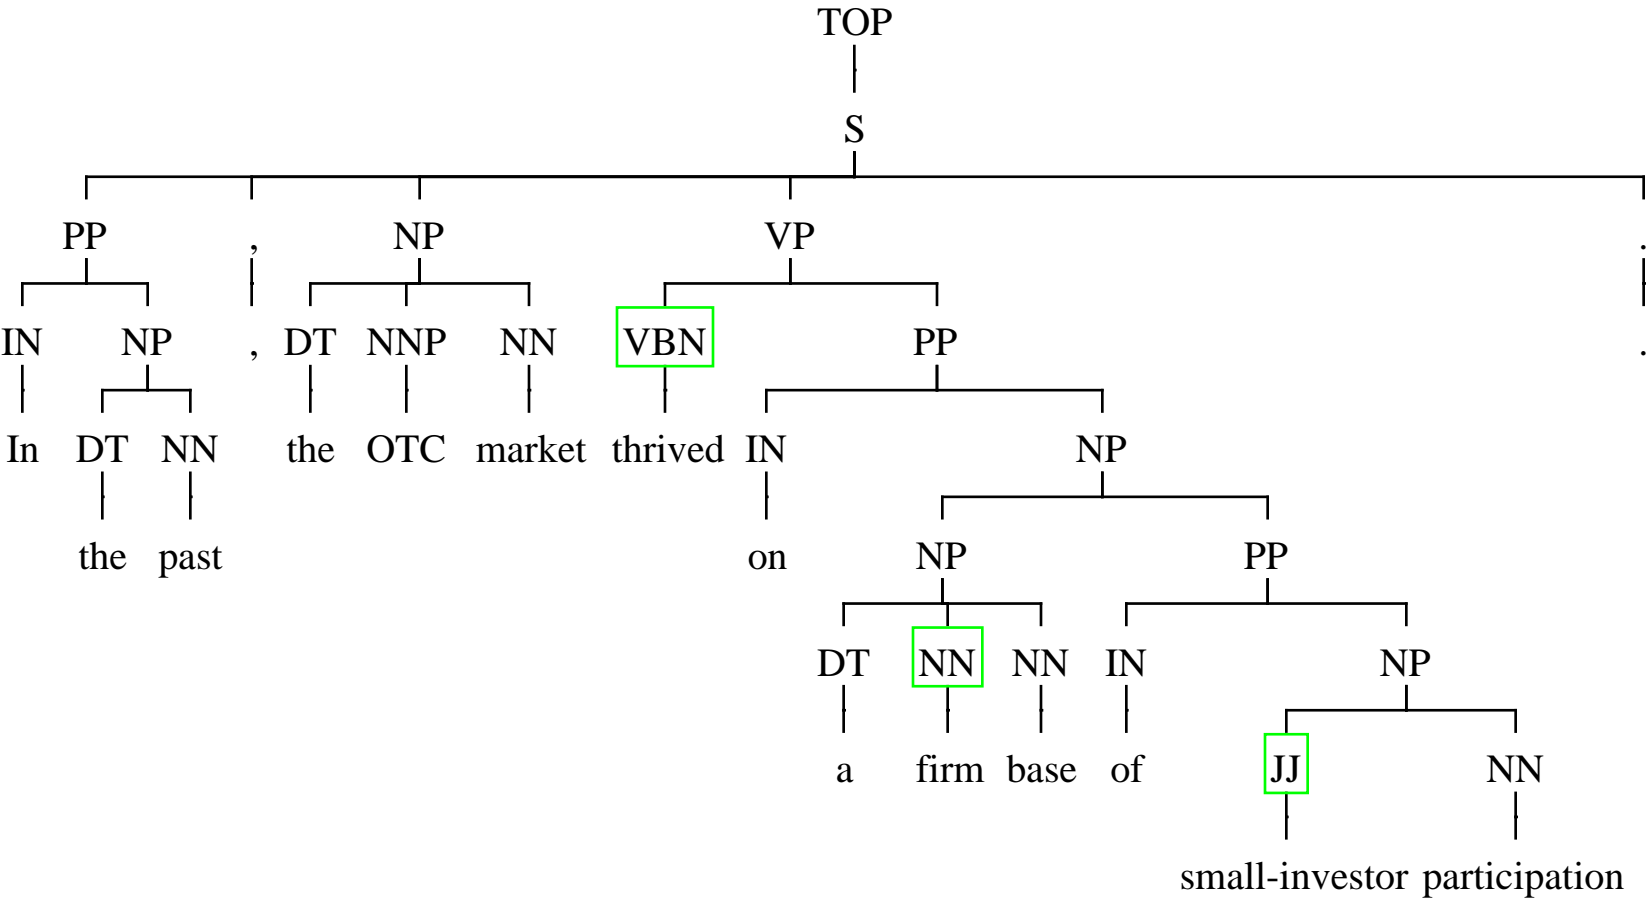 TOP
S
PP , NP VP .
IN NP , DT NNP NN VBN PP .
In DT NN the OTC market thrived IN NP
the past on NP PP
DT NN NN IN NP
a firm base of JJ NN
small-investor participation